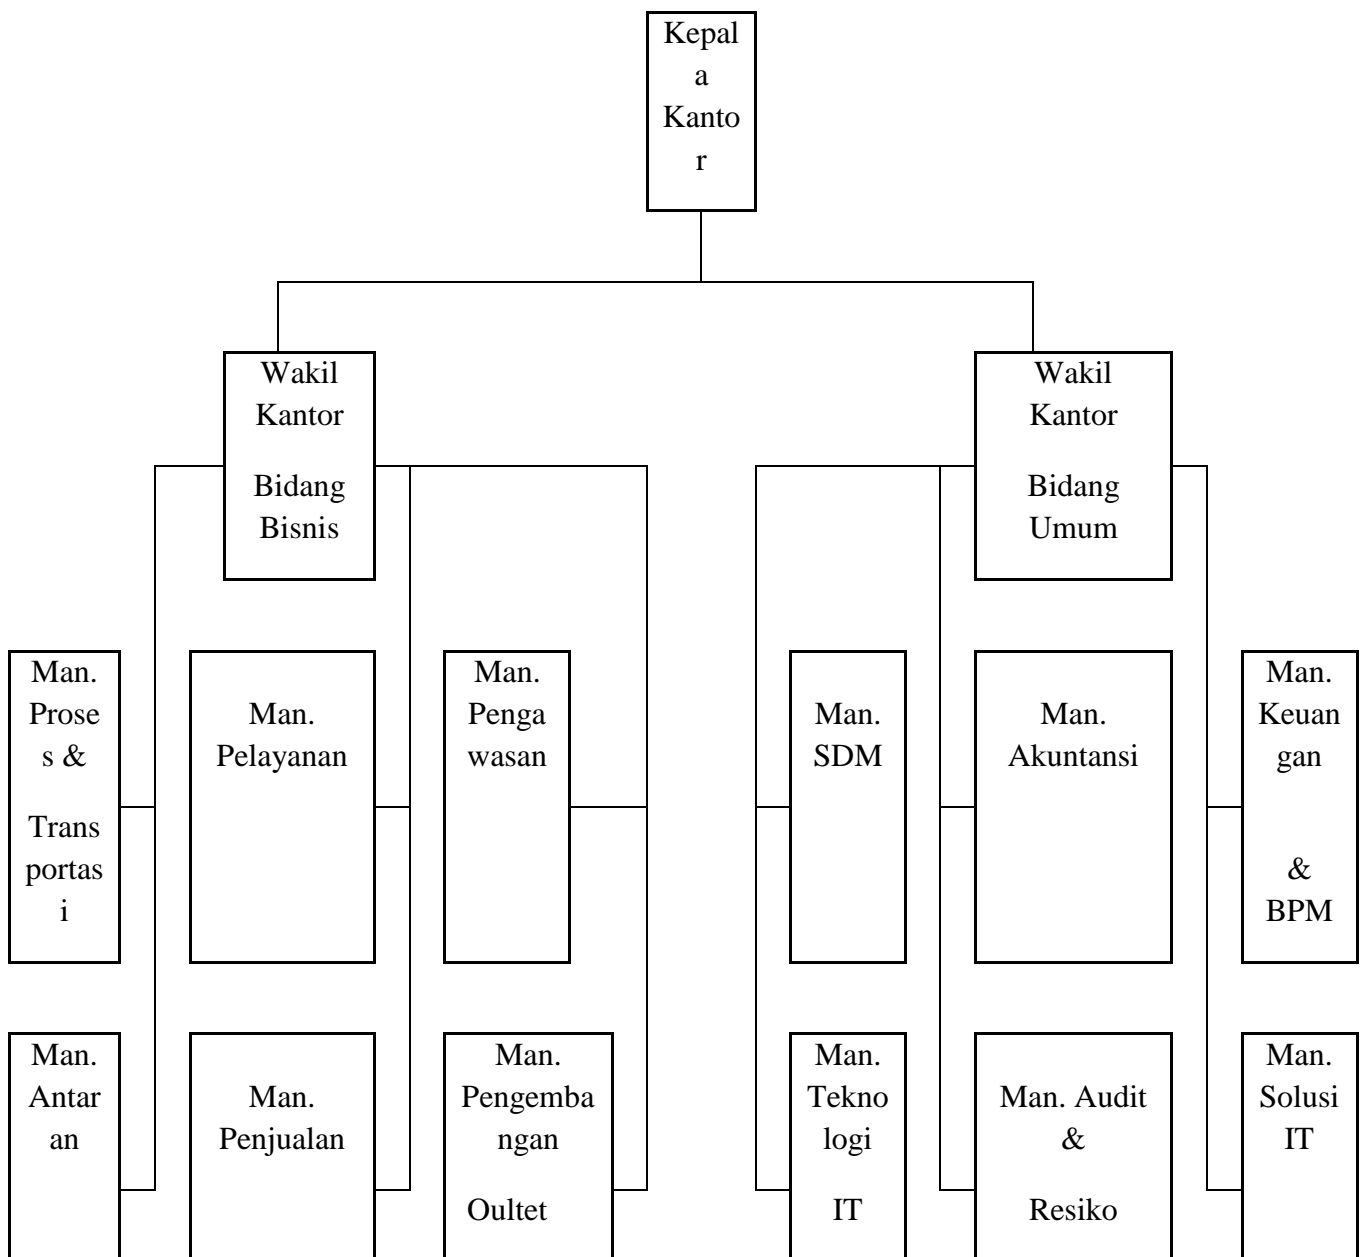 Kepal
a
Kanto
r
Wakil
Kantor
Bidang
Bisnis
Wakil
Kantor
Bidang
Umum
Man.
Prose
s &
Trans
portas
i
Man.
Pelayanan
Man.
Penga
wasan
Man.
SDM
Man.
Akuntansi
Man.
Keuan
gan
&
BPM
Man.
Antar
an
Man.
Penjualan
Man.
Pengemba
ngan
Oultet
Man.
Tekno
logi
IT
Man. Audit
&
Resiko
Man.
Solusi
IT